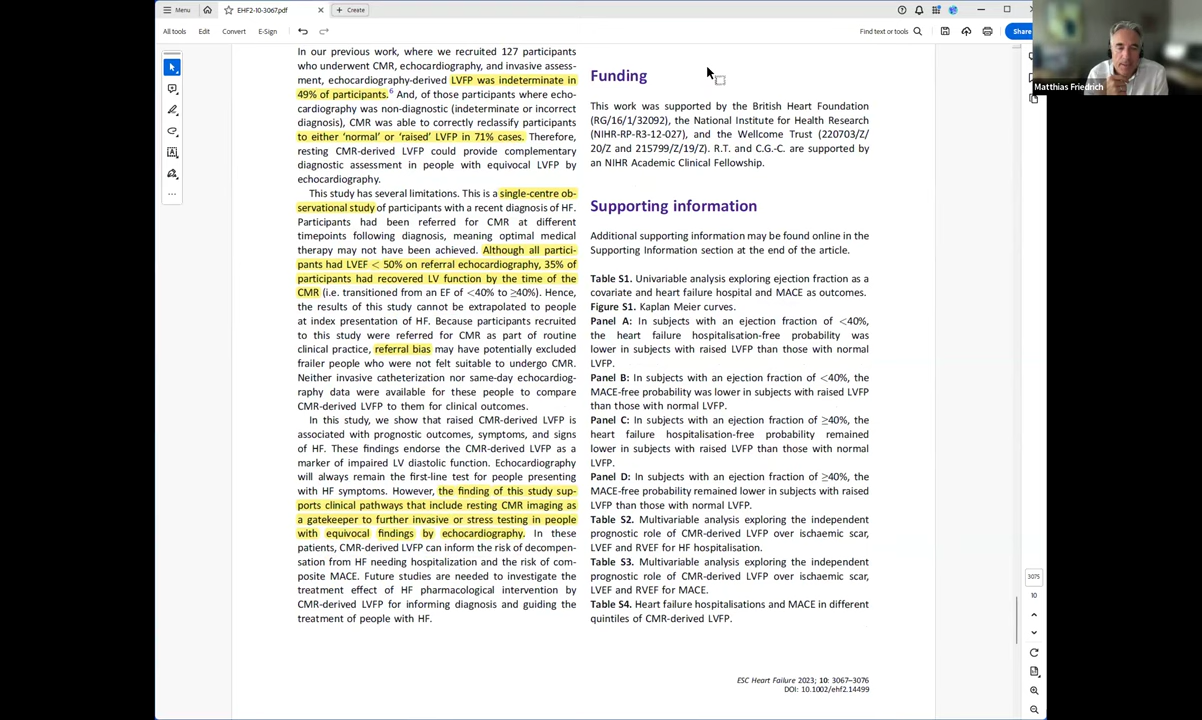 Menu
EHF2-10-3067.pdf
Create
All tools
Edit
Convert
E-Sign
Find text or tools
Share
Matthias Friedrich
In our previous work, where we recruited 127 participants
who underwent CMR, echocardiography, and invasive assess-
ment, echocardiography-derived LVFP was indeterminate in
49% of participants.6 And, of those participants where echo-
cardiography was non-diagnostic (indeterminate or incorrect
diagnosis), CMR was able to correctly reclassify participants
to either ‘normal’ or ‘raised’ LVFP in 71% cases. Therefore,
resting CMR-derived LVFP could provide complementary
diagnostic assessment in people with equivocal LVFP by
echocardiography.
This study has several limitations. This is a single-centre ob-
servational study of participants with a recent diagnosis of HF.
Participants had been referred for CMR at different
timepoints following diagnosis, meaning optimal medical
therapy may not have been achieved. Although all partici-
pants had LVEF < 50% on referral echocardiography, 35% of
participants had recovered LV function by the time of the
CMR (i.e. transitioned from an EF of <40% to ≥40%). Hence,
the results of this study cannot be extrapolated to people
at index presentation of HF. Because participants recruited
to this study were referred for CMR as part of routine
clinical practice, referral bias may have potentially excluded
frailer people who were not felt suitable to undergo CMR.
Neither invasive catheterization nor same-day echocardiog-
raphy data were available for these people to compare
CMR-derived LVFP to them for clinical outcomes.
In this study, we show that raised CMR-derived LVFP is
associated with prognostic outcomes, symptoms, and signs
of HF. These findings endorse the CMR-derived LVFP as a
marker of impaired LV diastolic function. Echocardiography
will always remain the first-line test for people presenting
with HF symptoms. However, the finding of this study sup-
ports clinical pathways that include resting CMR imaging as
a gatekeeper to further invasive or stress testing in people
with equivocal findings by echocardiography. In these
patients, CMR-derived LVFP can inform the risk of decompen-
sation from HF needing hospitalization and the risk of com-
posite MACE. Future studies are needed to investigate the
treatment effect of HF pharmacological intervention by
CMR-derived LVFP for informing diagnosis and guiding the
treatment of people with HF.
Funding
This work was supported by the British Heart Foundation
(RG/16/1/32092), the National Institute for Health Research
(NIHR-RP-R3-12-027), and the Wellcome Trust (220703/Z/
20/Z and 215799/Z/19/Z). R.T. and C.G.-C. are supported by
an NIHR Academic Clinical Fellowship.
Supporting information
Additional supporting information may be found online in the
Supporting Information section at the end of the article.
Table S1. Univariable analysis exploring ejection fraction as a
covariate and heart failure hospital and MACE as outcomes.
Figure S1. Kaplan Meier curves.
Panel A: In subjects with an ejection fraction of <40%,
the heart failure hospitalisation-free probability was
lower in subjects with raised LVFP than those with normal
LVFP.
Panel B: In subjects with an ejection fraction of <40%, the
MACE-free probability was lower in subjects with raised LVFP
than those with normal LVFP.
Panel C: In subjects with an ejection fraction of ≥40%, the
heart failure hospitalisation-free probability remained
lower in subjects with raised LVFP than those with normal
LVFP.
Panel D: In subjects with an ejection fraction of ≥40%, the
MACE-free probability remained lower in subjects with raised
LVFP than those with normal LVFP.
Table S2. Multivariable analysis exploring the independent
prognostic role of CMR-derived LVFP over ischaemic scar,
LVEF and RVEF for HF hospitalisation.
Table S3. Multivariable analysis exploring the independent
prognostic role of CMR-derived LVFP over ischaemic scar,
LVEF and RVEF for MACE.
Table S4. Heart failure hospitalisations and MACE in different
quintiles of CMR-derived LVFP.
3075
10
ESC Heart Failure 2023; 10: 3067–3076
DOI: 10.1002/ehf2.14499